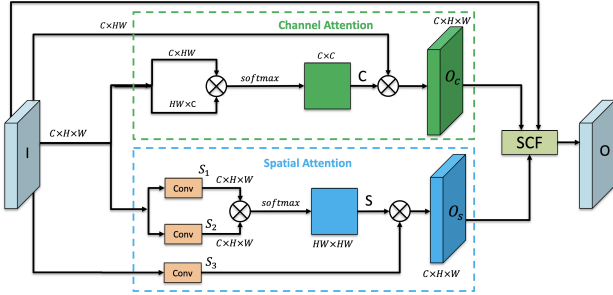 C×H×W
Channel Attention
C×HW
C×HW
C×C
softmax
C
O_c
HW×C
I
C×H×W
SCF
O
Spatial Attention
S_1
C×H×W
Conv
softmax
S
O_s
Conv
S_2
C×H×W
HW×HW
Conv
S_3
C×H×W